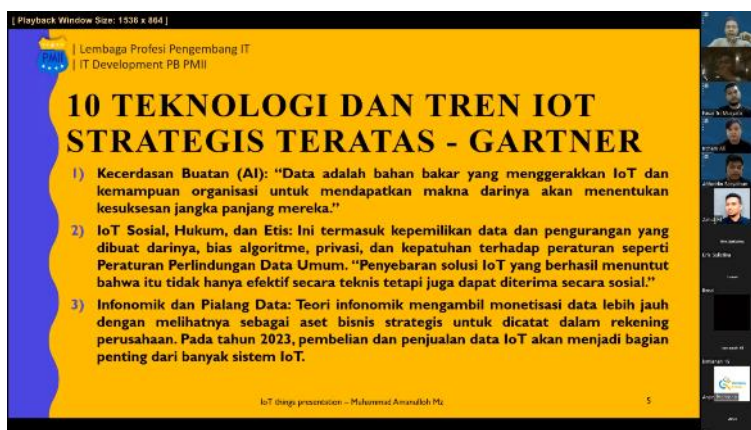 [ Playback Window Size: 1536 x 864 ]
PMII
| Lembaga Profesi Pengembang IT
| IT Development PB PMII
10 TEKNOLOGI DAN TREN IOT
STRATEGIS TERATAS - GARTNER
1) Kecerdasan Buatan (AI): “Data adalah bahan bakar yang menggerakkan IoT dan
kemampuan organisasi untuk mendapatkan makna darinya akan menentukan
kesuksesan jangka panjang mereka.”
2) IoT Sosial, Hukum, dan Etis: Ini termasuk kepemilikan data dan pengurangan yang
dibuat darinya, bias algoritme, privasi, dan kepatuhan terhadap peraturan seperti
Peraturan Perlindungan Data Umum. “Penyebaran solusi IoT yang berhasil menuntut
bahwa itu tidak hanya efektif secara teknis tetapi juga dapat diterima secara sosial.”
3) Infonomik dan Pialang Data: Teori infonomik mengambil monetisasi data lebih jauh
dengan melihatnya sebagai aset bisnis strategis untuk dicatat dalam rekening
perusahaan. Pada tahun 2023, pembelian dan penjualan data IoT akan menjadi bagian
penting dari banyak sistem IoT.
IoT things presentation – Muhammad Amanulloh Mz
5